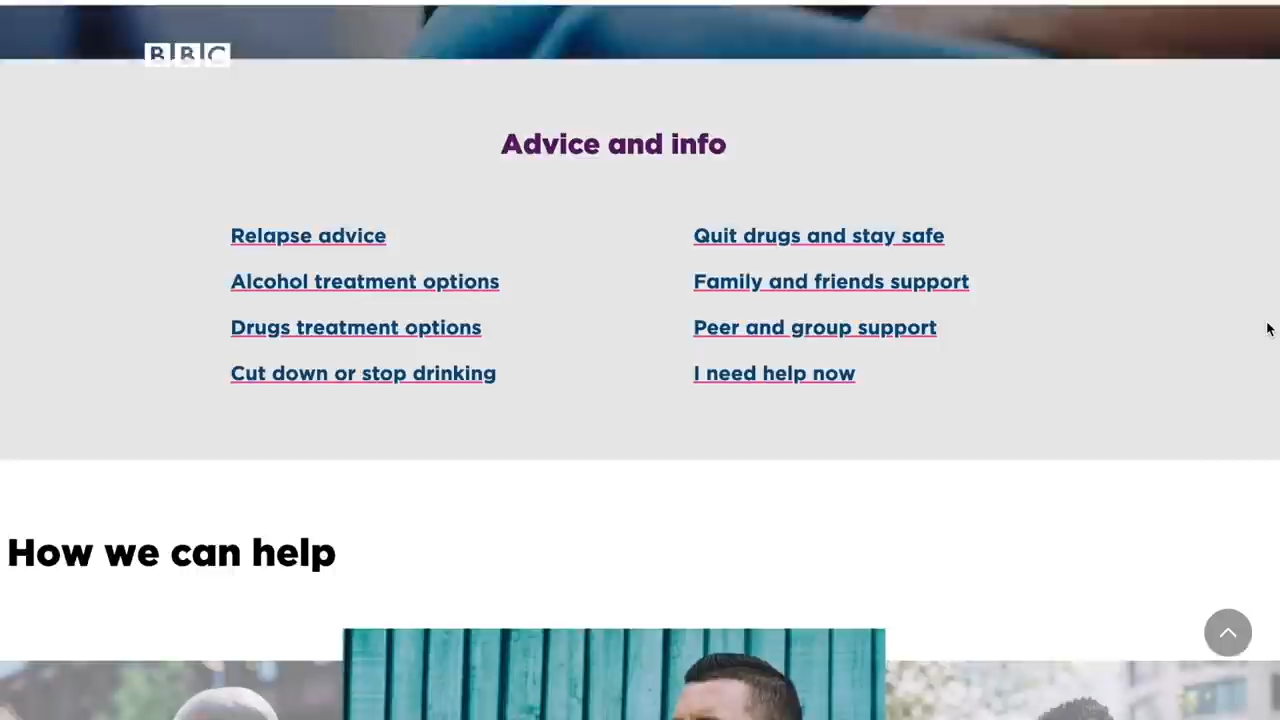 BBC
Advice and info
Relapse advice
Alcohol treatment options
Drugs treatment options
Cut down or stop drinking
Quit drugs and stay safe
Family and friends support
Peer and group support
I need help now
How we can help